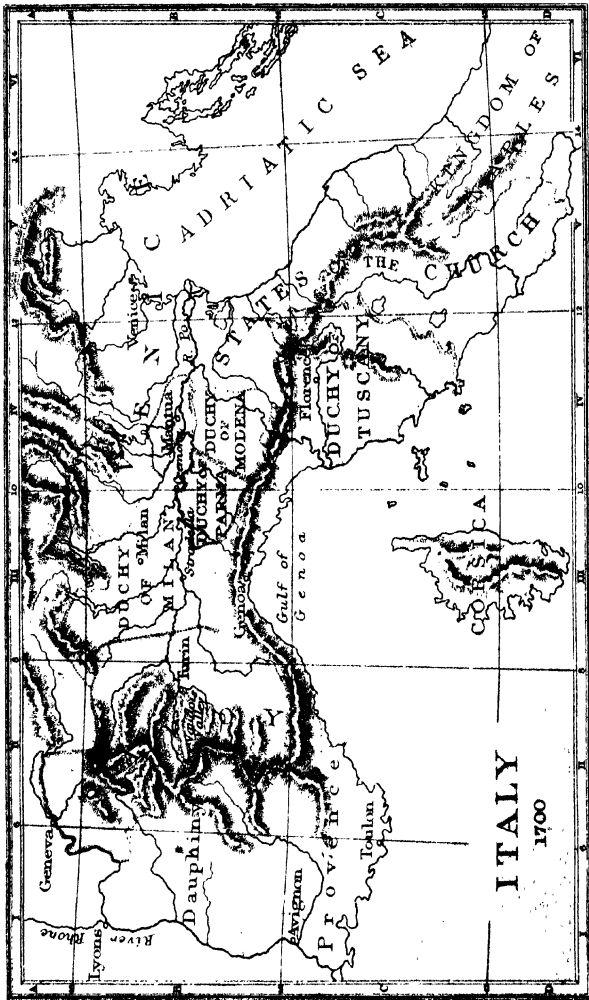 ITALY
1700
ADRIATIC SEA
KINGDOM OF
NAPLES
STATES
OF
THE CHURCH
VENICE
Venice
R. Po
Mantua
DUCHY
OF
MODENA
DUCHY OF
PARMA
Florence
DUCHY OF
TUSCANY
DUCHY
OF
MILAN
Milan
Turin
Genoa
Gulf of
Genoa
CORSICA
Geneva
Lyons
River Rhone
Dauphiny
Avignon
Provence
Toulon